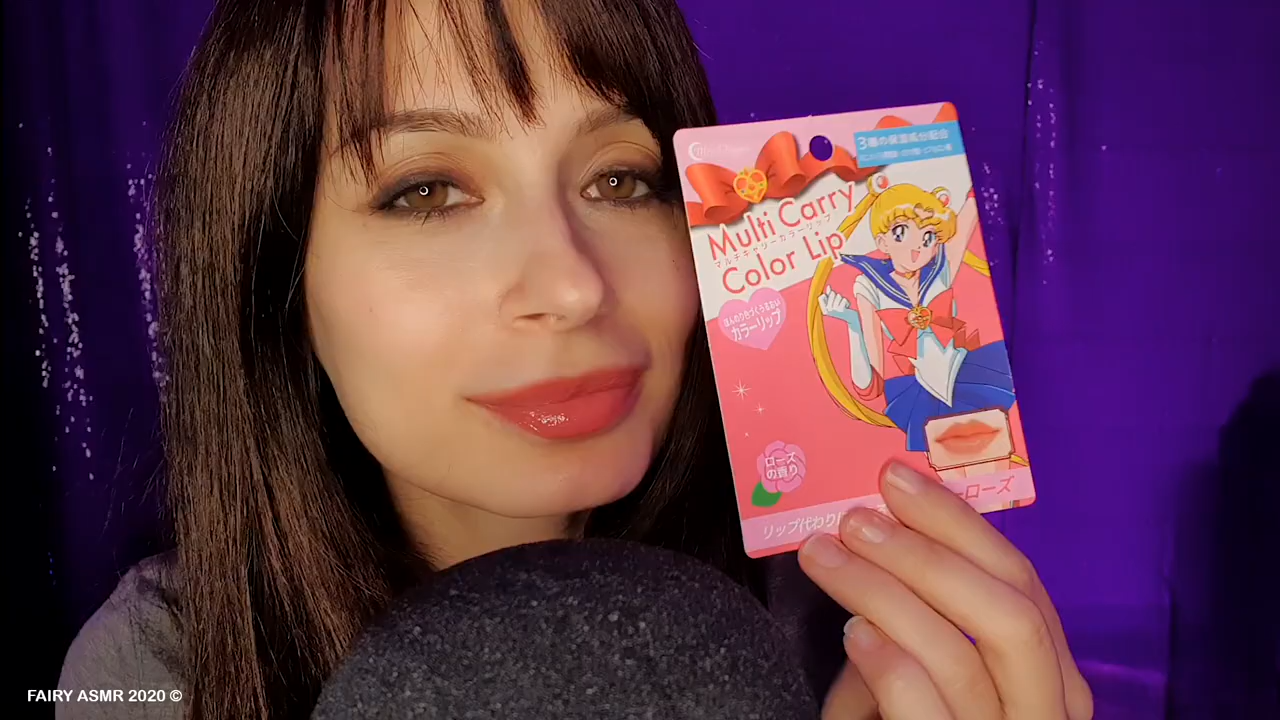 3種の保湿成分配合
Multi Carry
マルチキャリーカラーリップ
Color Lip
ほんのり色づくうるおい
カラーリップ
ローズ
の香り
リップ代わりに
ローズ
FAIRY ASMR 2020 ©